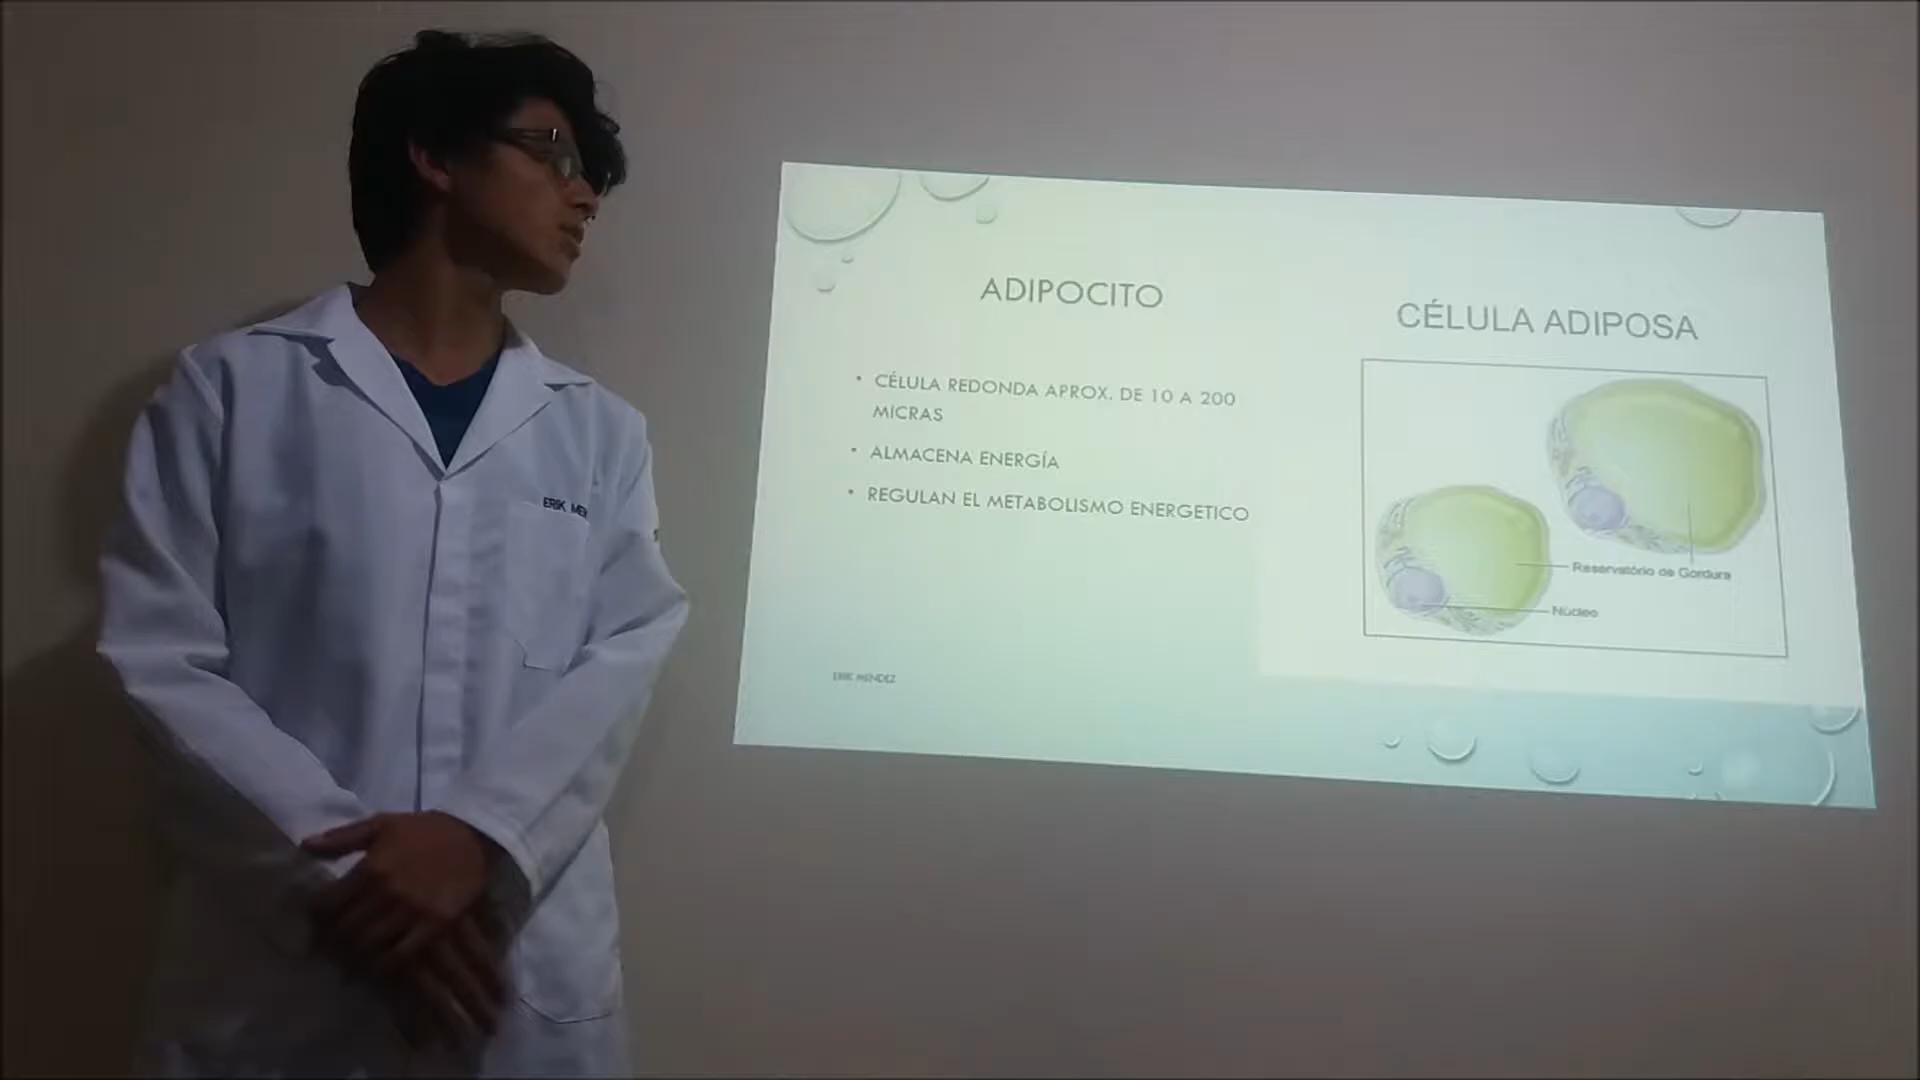 ERIK MEN
ADIPOCITO
• CÉLULA REDONDA APROX. DE 10 A 200
MICRAS
• ALMACENA ENERGÍA
• REGULAN EL METABOLISMO ENERGETICO
ERIK MENDEZ
CÉLULA ADIPOSA
Reservatório de Gordura
Núcleo